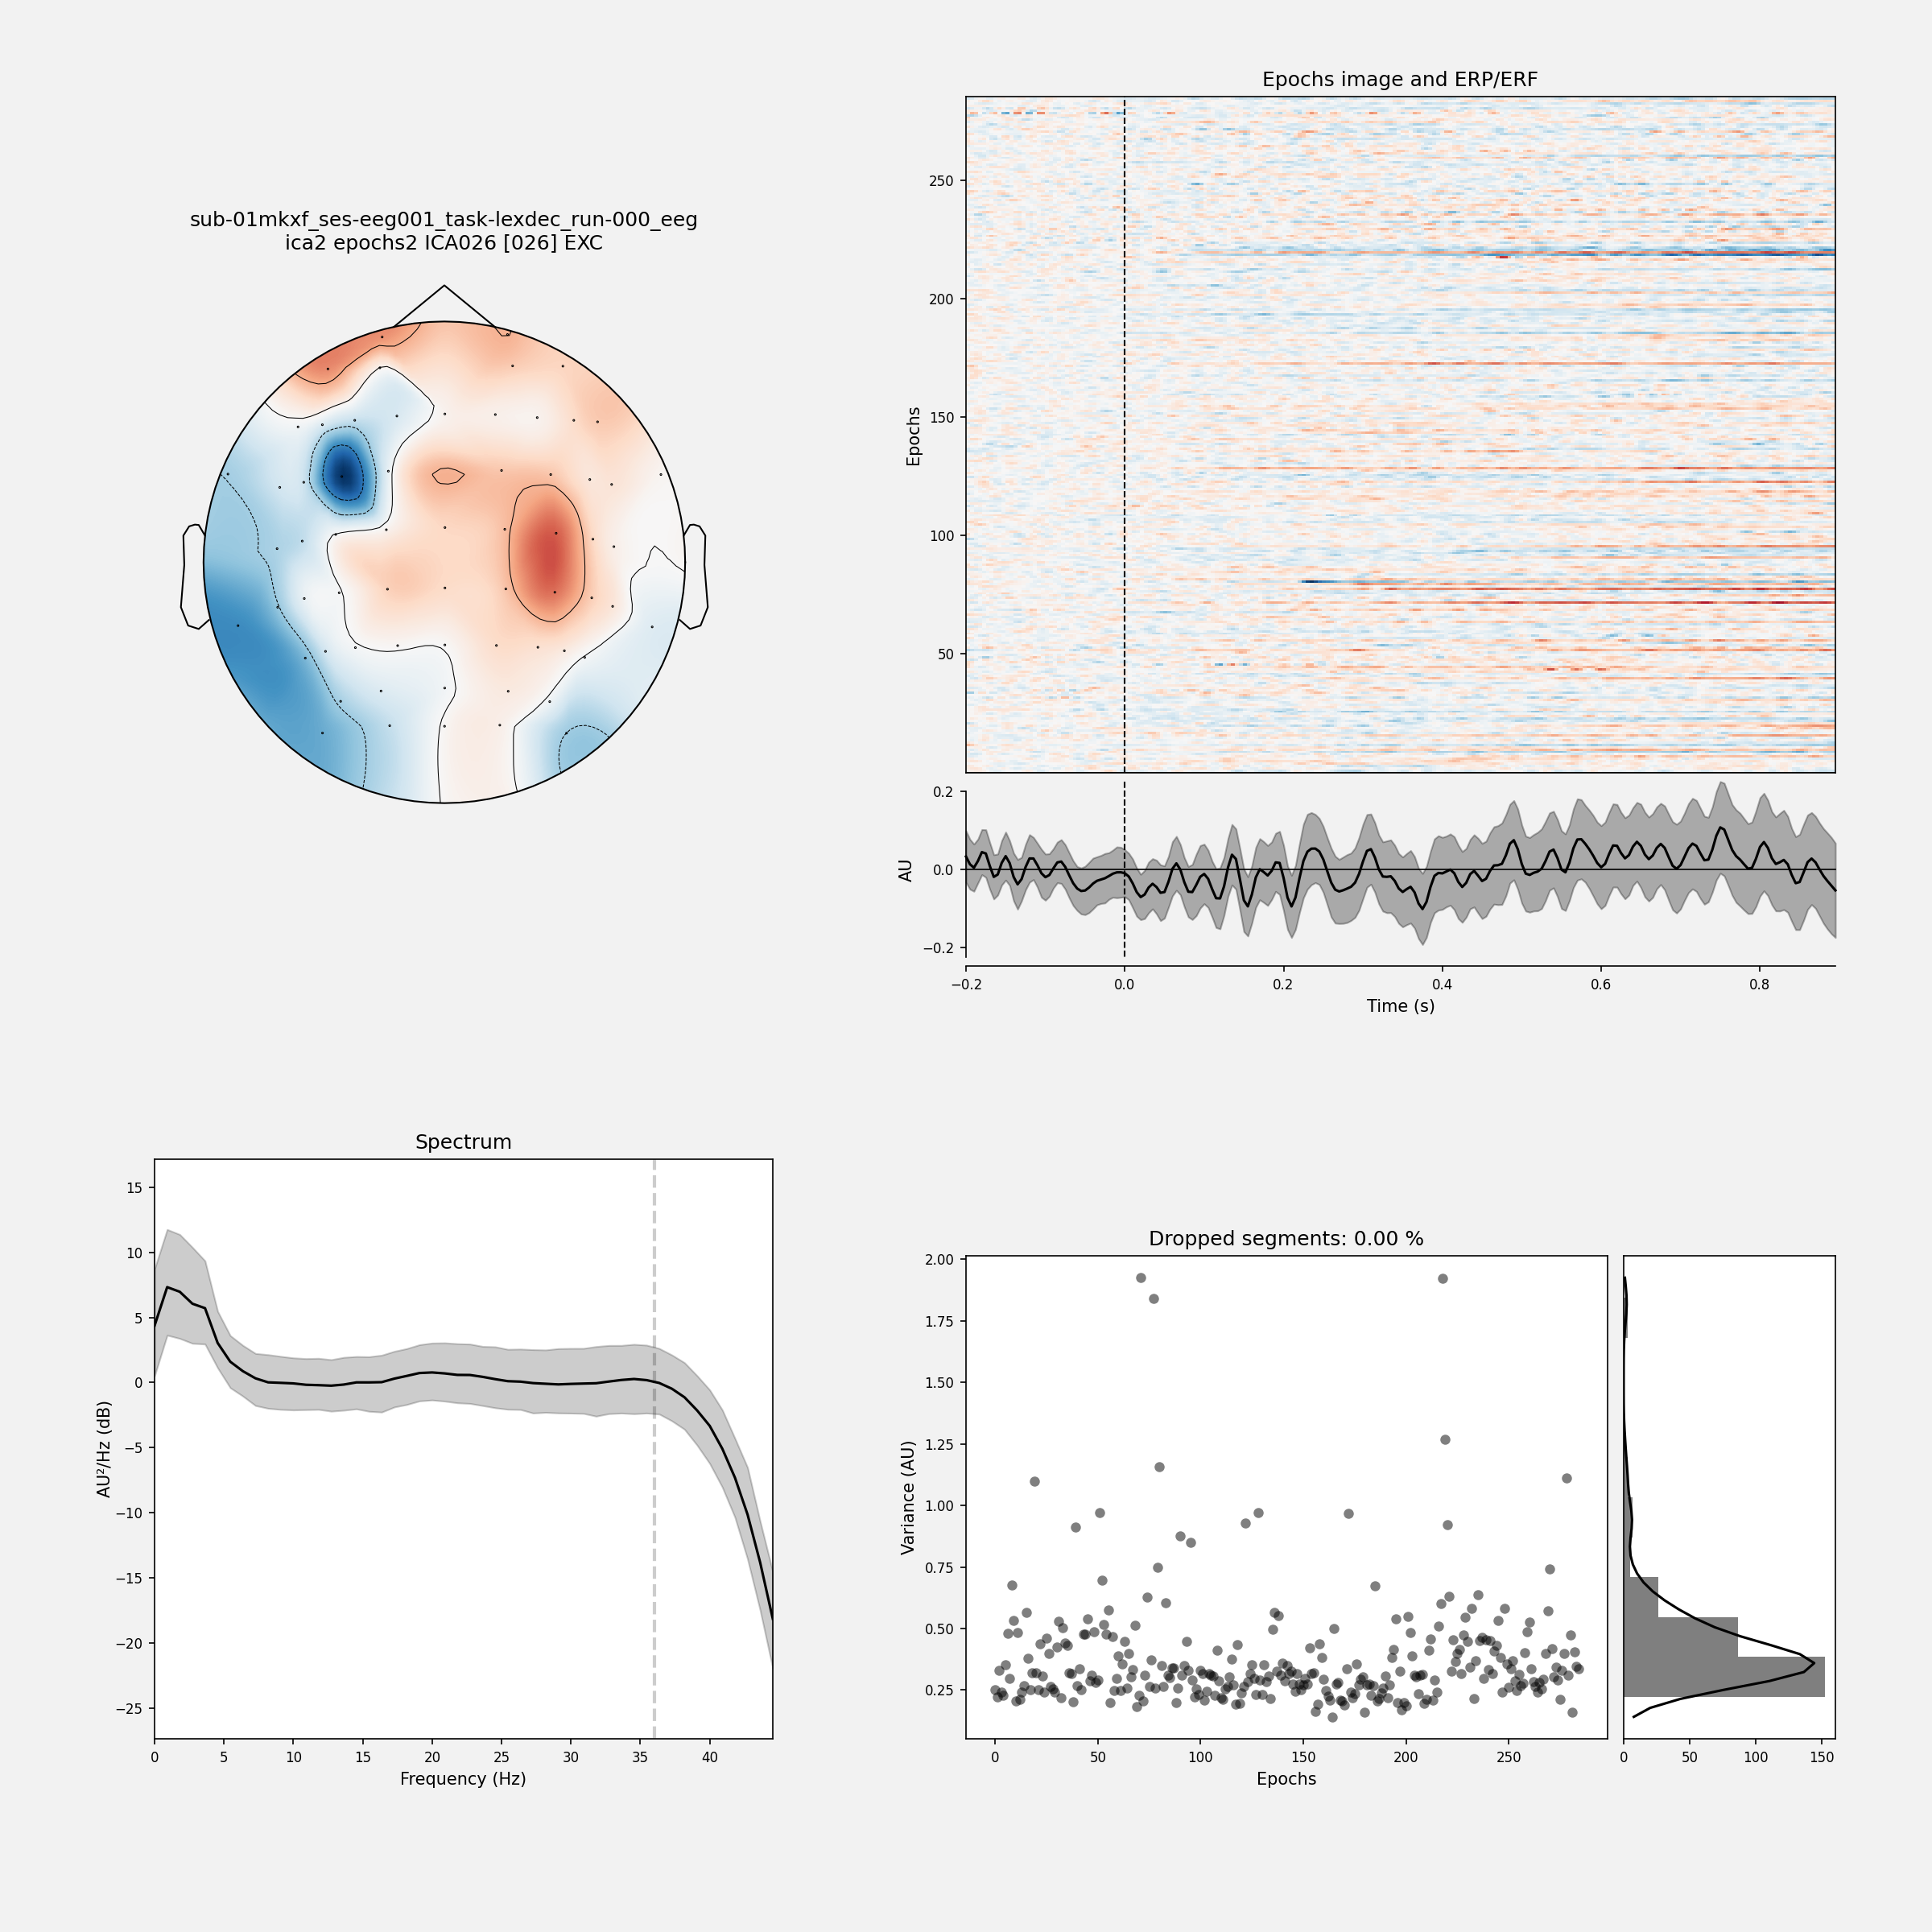 sub-01mkxf_ses-eeg001_task-lexdec_run-000_eeg
ica2 epochs2 ICA026 [026] EXC
Epochs image and ERP/ERF
250
200
150
100
50
Epochs
0.2
0.0
−0.2
AU
−0.2 0.0 0.2 0.4 0.6 0.8
Time (s)
Spectrum
15
10
5
0
−5
−10
−15
−20
−25
AU²/Hz (dB)
0 5 10 15 20 25 30 35 40
Frequency (Hz)
Dropped segments: 0.00 %
2.00
1.75
1.50
1.25
1.00
0.75
0.50
0.25
Variance (AU)
0 50 100 150 200 250
Epochs
0 50 100 150